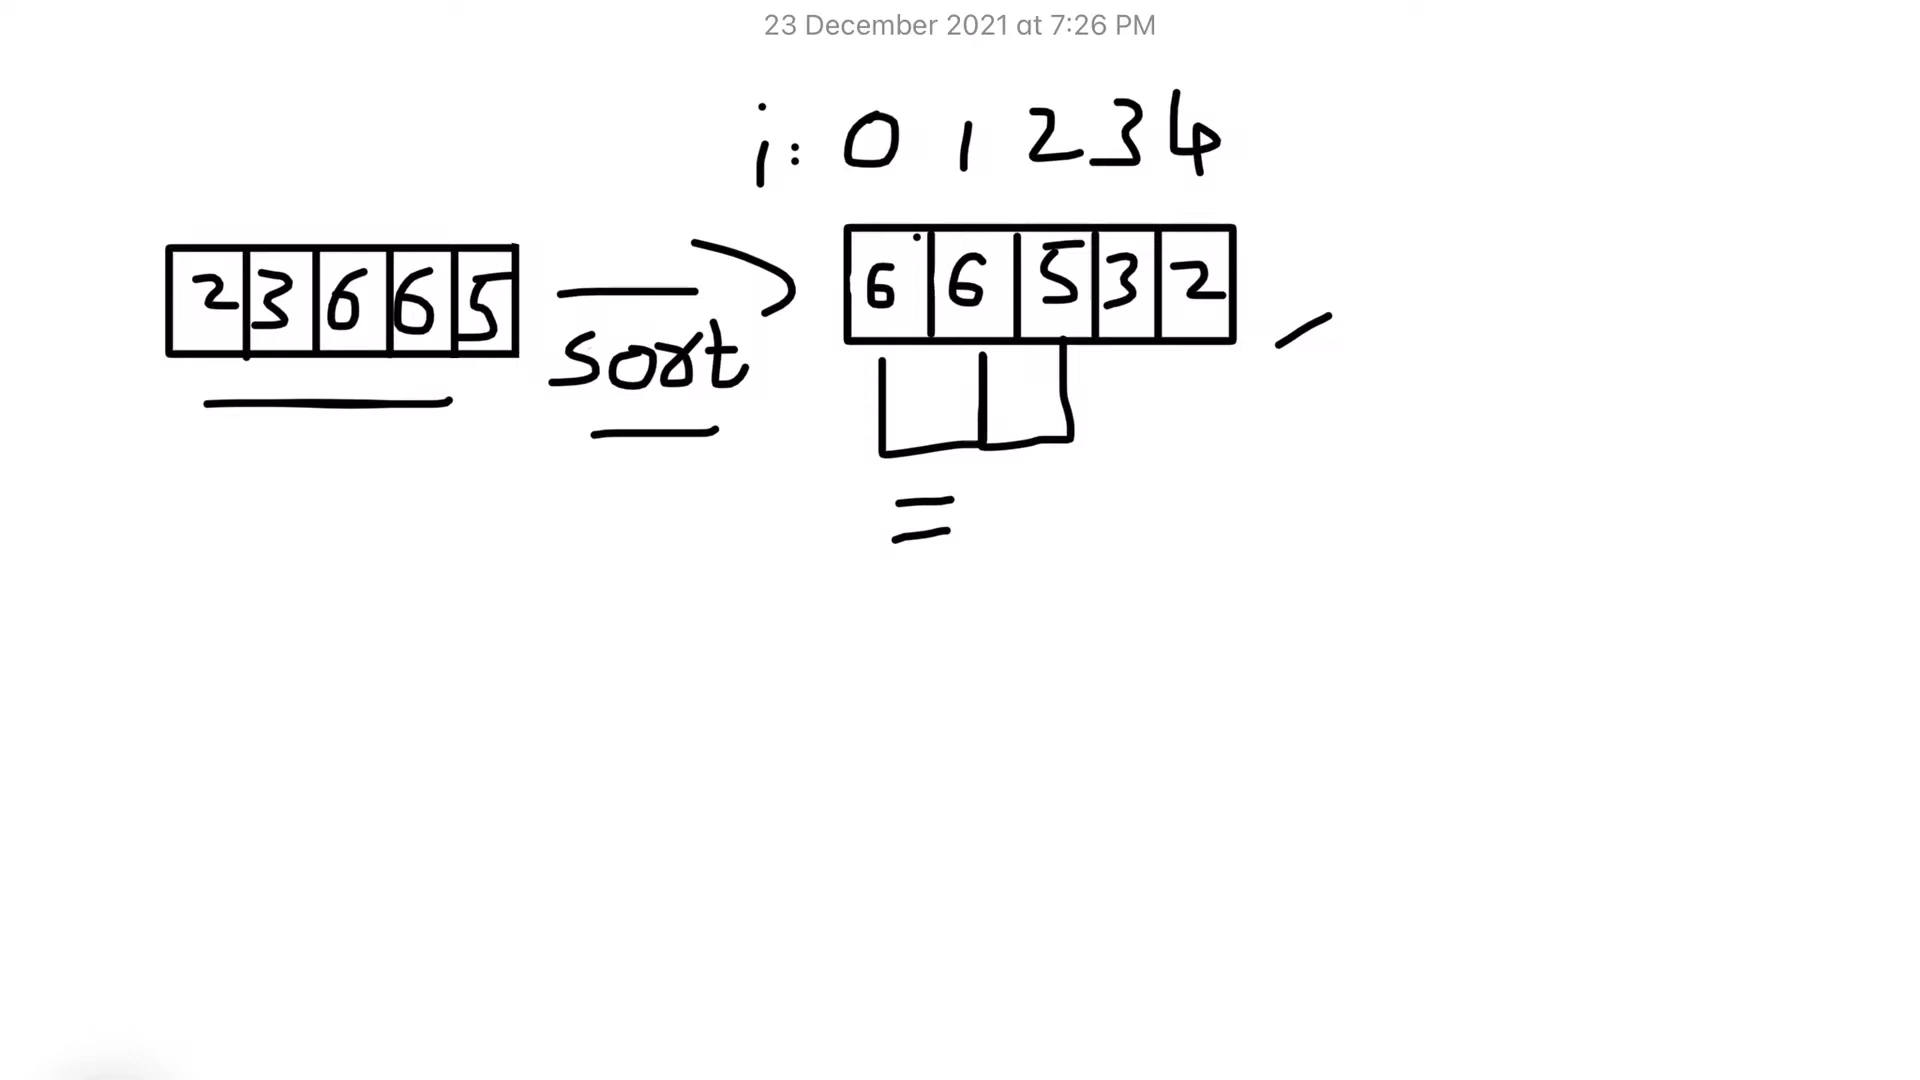 23 December 2021 at 7:26 PM
i: 0 1 2 3 4
2 3 6 6 5
sort
6 6 5 3 2
=